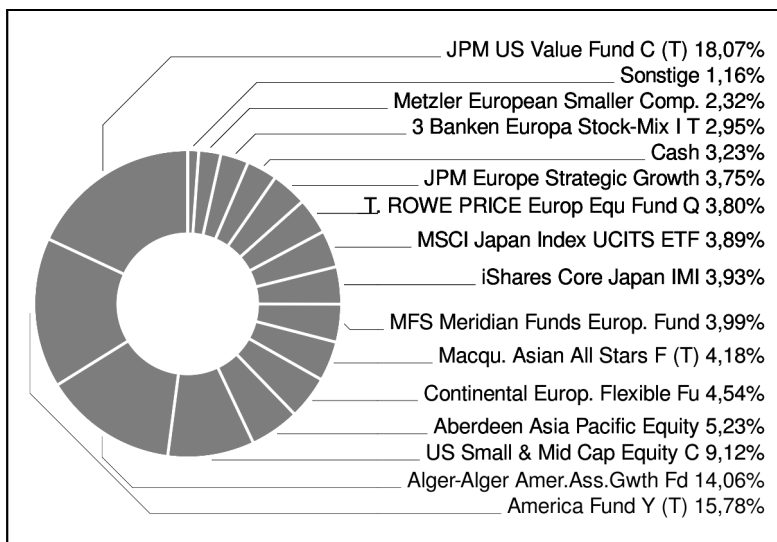 JPM US Value Fund C (T) 18,07%
Sonstige 1,16%
Metzler European Smaller Comp. 2,32%
3 Banken Europa Stock-Mix I T 2,95%
Cash 3,23%
JPM Europe Strategic Growth 3,75%
T. ROWE PRICE Europ Equ Fund Q 3,80%
MSCI Japan Index UCITS ETF 3,89%
iShares Core Japan IMI 3,93%
MFS Meridian Funds Europ. Fund 3,99%
Macqu. Asian All Stars F (T) 4,18%
Continental Europ. Flexible Fu 4,54%
Aberdeen Asia Pacific Equity 5,23%
US Small & Mid Cap Equity C 9,12%
Alger-Alger Amer.Ass.Gwth Fd 14,06%
America Fund Y (T) 15,78%